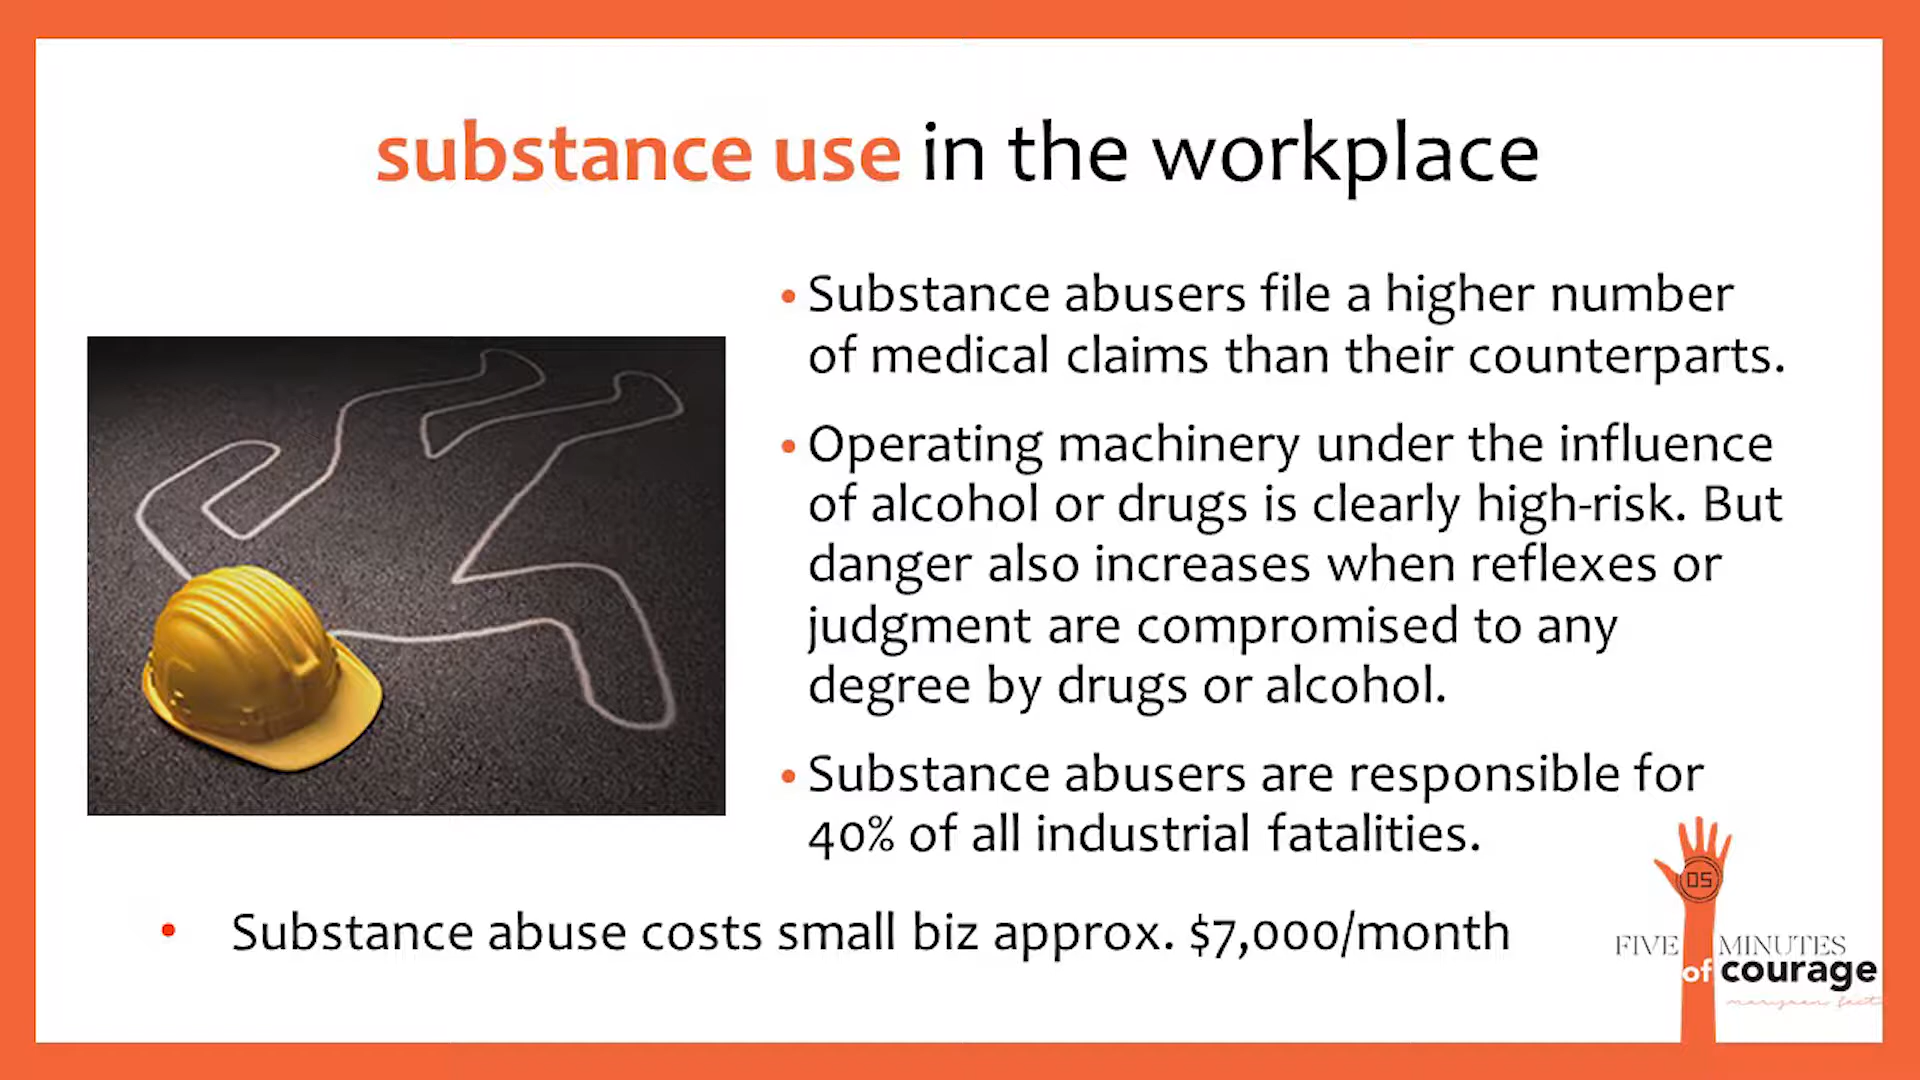 substance use in the workplace
• Substance abusers file a higher number
of medical claims than their counterparts.
• Operating machinery under the influence
of alcohol or drugs is clearly high-risk. But
danger also increases when reflexes or
judgment are compromised to any
degree by drugs or alcohol.
• Substance abusers are responsible for
40% of all industrial fatalities.
• Substance abuse costs small biz approx. $7,000/month
05
FIVE MINUTES
of courage